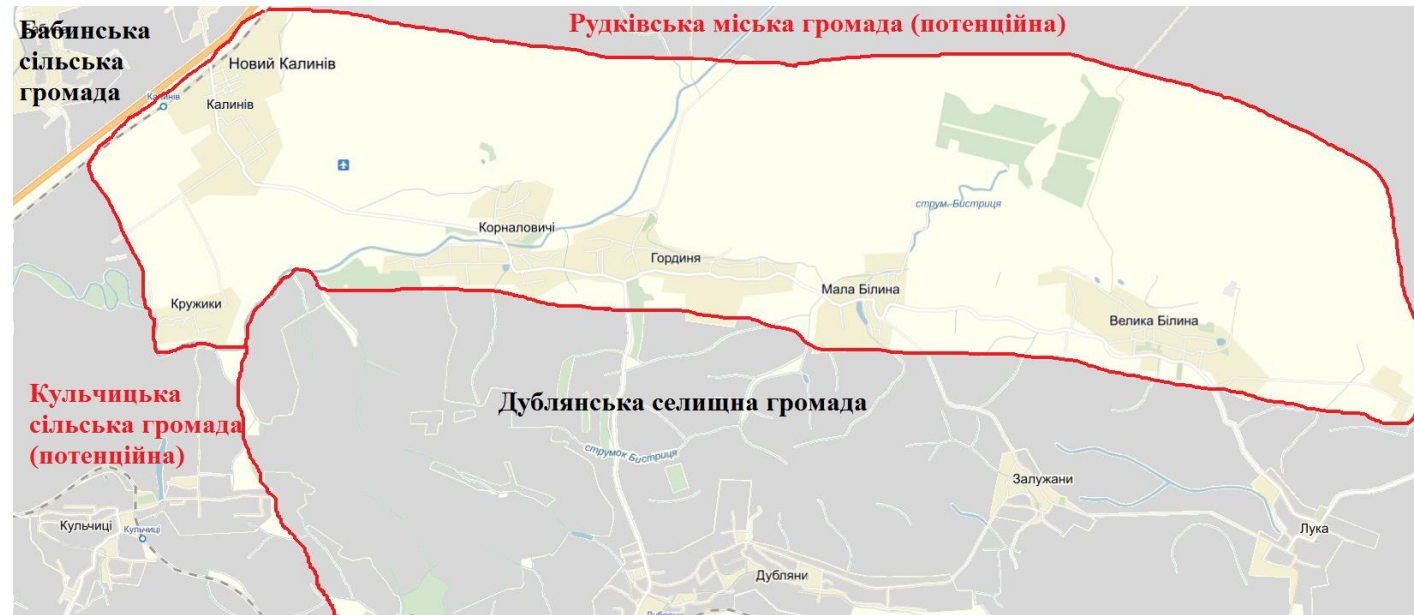 Бабинська
сільська
громада
Рудківська міська громада (потенційна)
Новий Калинів
Калинів
Калинів
струм. Бистриця
Корналовичі
Гординя
Мала Білина
Кружики
Велика Білина
Кульчицька
сільська громада
(потенційна)
Дублянська селищна громада
струмок Бистриця
Залужани
Кульчиці
Кульчиці
Лука
Дубляни